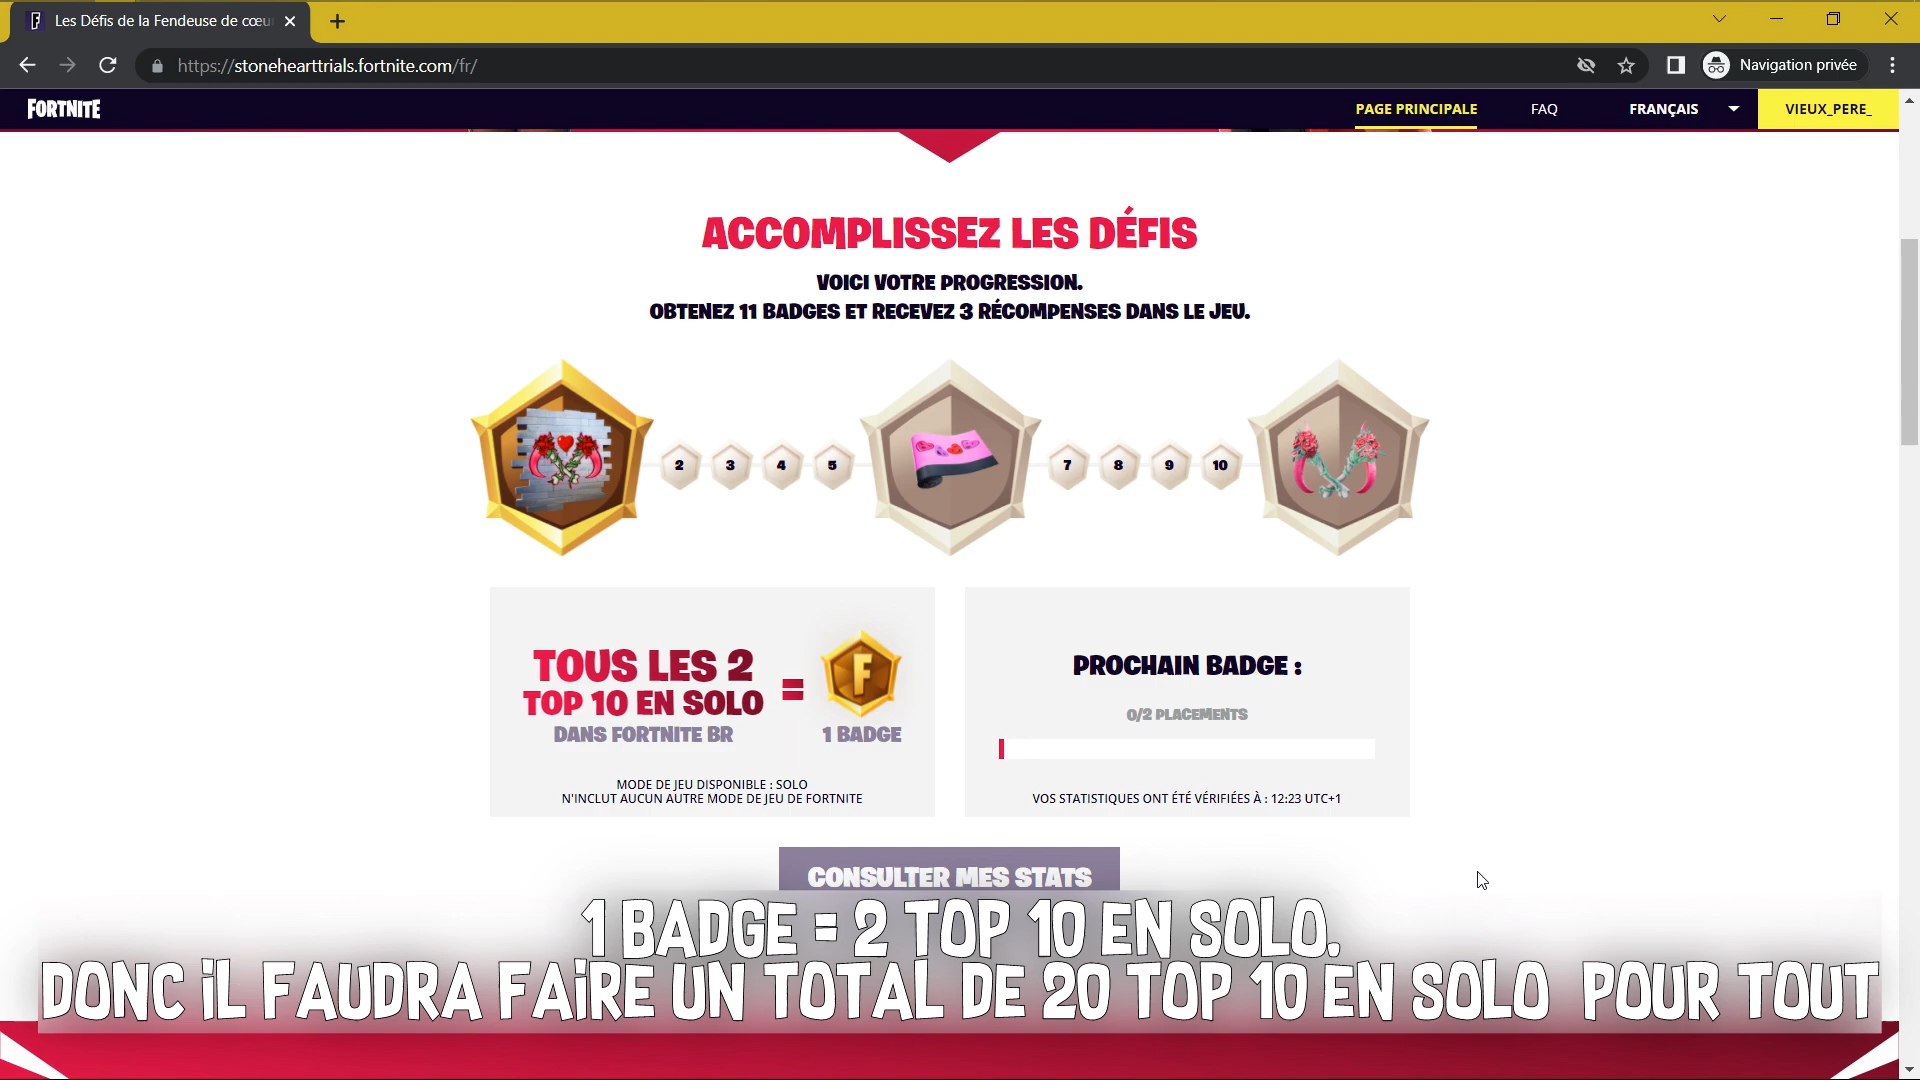 Les Défis de la Fendeuse de cœur
https://stonehearttrials.fortnite.com/fr/
Navigation privée
FORTNITE
PAGE PRINCIPALE
FAQ
FRANÇAIS
VIEUX_PERE_
ACCOMPLISSEZ LES DÉFIS
VOICI VOTRE PROGRESSION.
OBTENEZ 11 BADGES ET RECEVEZ 3 RÉCOMPENSES DANS LE JEU.
2 3 4 5 7 8 9 10
TOUS LES 2
TOP 10 EN SOLO
DANS FORTNITE BR
=
F
1 BADGE
MODE DE JEU DISPONIBLE : SOLO
N'INCLUT AUCUN AUTRE MODE DE JEU DE FORTNITE
PROCHAIN BADGE :
0/2 PLACEMENTS
VOS STATISTIQUES ONT ÉTÉ VÉRIFIÉES À : 12:23 UTC+1
CONSULTER MES STATS
1 BADGE = 2 TOP 10 EN SOLO.
DONC IL FAUDRA FAIRE UN TOTAL DE 20 TOP 10 EN SOLO POUR TOUT